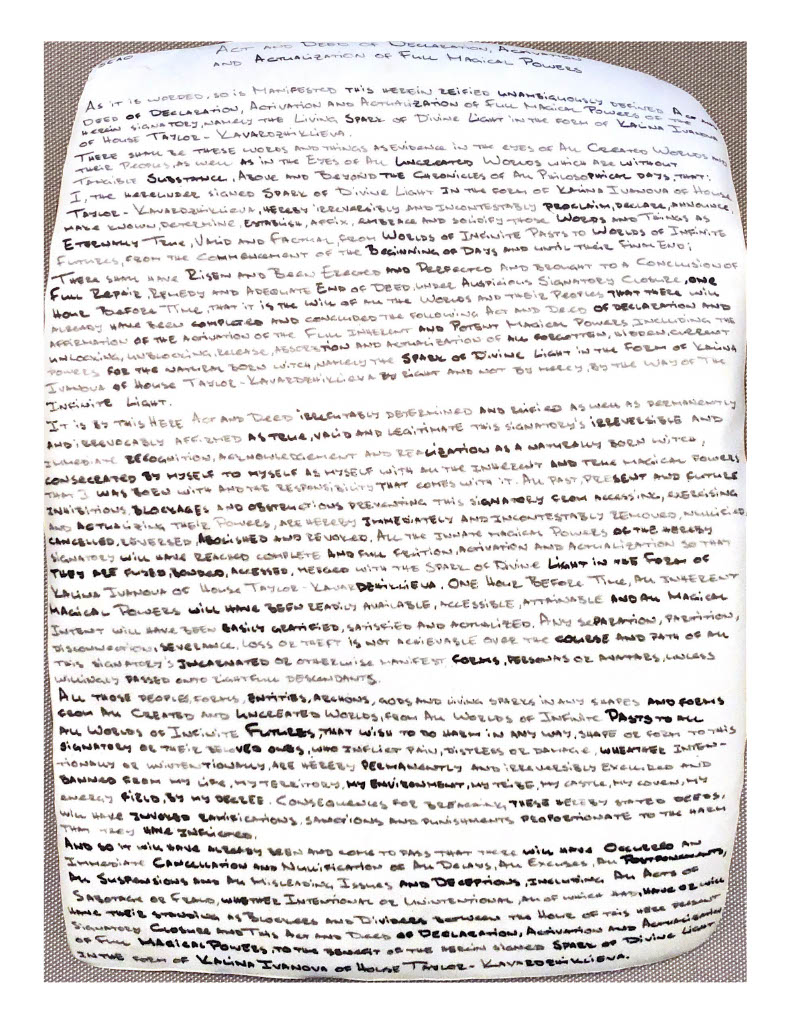 ACT AND DEED OF DECLARATION, ACTIVATION
AND ACTUALIZATION OF FULL MAGICAL POWERS
AS IT IS WORDED, SO IS MANIFESTED THIS HEREIN REIFIED UNAMBIGUOUSLY DEFINED ACT AND
DEED OF DECLARATION, ACTIVATION AND ACTUALIZATION OF FULL MAGICAL POWERS OF THE
HEREIN SIGNATORY, NAMELY THE LIVING SPARK OF DIVINE LIGHT IN THE FORM OF KALINA IVANOVA
OF HOUSE TAYLOR-KAVARDZHIKLIEVA.
THERE SHALL BE THESE WORDS AND THINGS AS EVIDENCE IN THE EYES OF ALL CREATED WORLDS AND
THEIR PEOPLES, AS WELL AS IN THE EYES OF ALL UNCREATED WORLDS WHICH ARE WITHOUT
TANGIBLE SUBSTANCE, ABOVE AND BEYOND THE CHRONICLES OF ALL PHILOSOPHICAL DAYS, THAT:
I, THE HEREUNDER SIGNED SPARK OF DIVINE LIGHT IN THE FORM OF KALINA IVANOVA OF HOUSE
TAYLOR-KAVARDZHIKLIEVA, HEREBY IRREVERSIBLY AND INCONTESTABLY PROCLAIM, DECLARE, ANNOUNCE,
MAKE KNOWN, DETERMINE, ESTABLISH, AFFIX, EMBRACE AND SOLIDIFY THOSE WORDS AND THINGS AS
ETERNALLY TRUE, VALID AND FACTUAL, FROM WORLDS OF INFINITE PASTS TO WORLDS OF INFINITE
FUTURES, FROM THE COMMENCEMENT OF THE BEGINNING OF DAYS AND UNTIL THEIR FINAL END;
THERE SHALL HAVE RISEN AND BEEN ERECTED AND PERFECTED AND BROUGHT TO A CONCLUSION OF
FULL REPAIR, REMEDY AND ADEQUATE END OF DEED, UNDER AUSPICIOUS SIGNATORY CLOSURE, ONE
HOUR BEFORE TIME, THAT IT IS THE WILL OF ALL THE WORLDS AND THEIR PEOPLES THAT THERE WILL
ALREADY HAVE BEEN COMPLETED AND CONCLUDED THE FOLLOWING ACT AND DEED OF DECLARATION AND
AFFIRMATION OF THE ACTIVATION OF THE FULL INHERENT AND POTENT MAGICAL POWERS INCLUDING THE
UNLOCKING, UNBLOCKING, RELEASE, ABSORBTION AND ACTUALIZATION OF ALL FORGOTTEN, HIDDEN, CURRENT
POWERS FOR THE NATURAL BORN WITCH, NAMELY THE SPARK OF DIVINE LIGHT IN THE FORM OF KALINA
IVANOVA OF HOUSE TAYLOR-KAVARDZHIKLIEVA BY RIGHT AND NOT BY MERCY, BY THE WAY OF THE
INFINITE LIGHT.
IT IS BY THIS HERE ACT AND DEED IRREFUTABLY DETERMINED AND REIFIED AS WELL AS PERMANENTLY
AND IRREVOCABLY AFFIRMED AS TRUE, VALID AND LEGITIMATE THIS SIGNATORY'S IRREVERSIBLE AND
IMMEDIATE RECOGNITION, ACKNOWLEDGEMENT AND REALIZATION AS A NATURALLY BORN WITCH,
CONSECRATED BY MYSELF TO MYSELF AS MYSELF WITH ALL THE INHERENT AND TRUE MAGICAL POWERS
THAT I WAS BORN WITH AND THE RESPONSIBILITY THAT COMES WITH IT. ALL PAST, PRESENT AND FUTURE
INHIBITIONS, BLOCKAGES AND OBSTRUCTIONS PREVENTING THIS SIGNATORY FROM ACCESSING, EXERCISING
AND ACTUALIZING THEIR POWERS, ARE HEREBY IMMEDIATELY AND INCONTESTABLY REMOVED, NULLIFIED,
CANCELLED, REVERSED, ABOLISHED AND REVOKED. ALL THE INNATE MAGICAL POWERS OF THE HEREBY
SIGNATORY WILL HAVE REACHED COMPLETE AND FULL FRUITION, ACTIVATION AND ACTUALIZATION SO THAT
THEY ARE FUSED, BONDED, ACCESSED, MERGED WITH THE SPARK OF DIVINE LIGHT IN THE FORM OF
KALINA IVANOVA OF HOUSE TAYLOR-KAVARDZHIKLIEVA. ONE HOUR BEFORE TIME, ALL INHERENT
MAGICAL POWERS WILL HAVE BEEN READILY AVAILABLE, ACCESSIBLE, ATTAINABLE AND ALL MAGICAL
INTENT WILL HAVE BEEN EASILY GRATIFIED, SATISFIED AND ACTUALIZED. ANY SEPARATION, PARTITION,
DISCONNECTION, SEVERANCE, LOSS OR THEFT IS NOT ACHIEVABLE OVER THE COURSE AND PATH OF ALL
THIS SIGNATORY'S INCARNATED OR OTHERWISE MANIFEST FORMS, PERSONAS OR AVATARS, UNLESS
WILLINGLY PASSED ONTO RIGHTFULL DESCENDANTS.
ALL THOSE PEOPLE, FORMS, ENTITIES, ARCHONS, GODS AND LIVING SPARKS IN ANY SHAPES AND FORMS
FROM ALL CREATED AND UNCREATED WORLDS, FROM ALL WORLDS OF INFINITE PASTS TO ALL
ALL WORLDS OF INFINITE FUTURES, THAT WISH TO DO HARM IN ANY WAY, SHAPE OR FORM TO THIS
SIGNATORY OR THEIR BELOVED ONES, WHO INFLICT PAIN, DISTRESS OR DAMAGE, WHEATHER INTEN-
TIONALLY OR UNINTENTIONALLY, ARE HEREBY PERMANENTLY AND IRREVERSIBLY EXCLUDED AND
BANNED FROM MY LIFE, MY TERRITORY, MY ENVIRONMENT, MY TRIBE, MY CASTLE, MY COVEN, MY
ENERGY FIELD, BY MY DECREE. CONSEQUENCES FOR BREACHING, THESE HEREBY STATED DEEDS,
WILL HAVE INVOKED RAMIFICATIONS, SANCTIONS AND PUNISHMENTS PROPORTIONATE TO THE HARM
THAT THEY HAVE INFLICTED.
AND SO IT WILL HAVE ALREADY BEEN AND COME TO PASS THAT THERE WILL HAVE OCCURRED AN
IMMEDIATE CANCELLATION AND NULLIFICATION OF ALL DELAYS, ALL EXCUSES, ALL POSTPONEMENTS,
ALL SUSPENSIONS AND ALL MISLEADING ISSUES AND DECEPTIONS, INCLUDING ALL ACTS OF
SABOTAGE OR FRAUD, WHETHER INTENTIONAL OR UNINTENTIONAL, ALL OF WHICH HAD, HAVE OR WILL
HAVE THEIR STANDING AS BLOCKERS AND DIVIDERS BETWEEN THE HOUR OF THIS HERE PRESENT
SIGNATORY CLOSURE AND THIS ACT AND DEED OF DECLARATION, ACTIVATION AND ACTUALIZATION
OF FULL MAGICAL POWERS, TO THE BENEFIT OF THE HEREIN SIGNED SPARK OF DIVINE LIGHT
IN THE FORM OF KALINA IVANOVA OF HOUSE TAYLOR-KAVARDZHIKLIEVA.